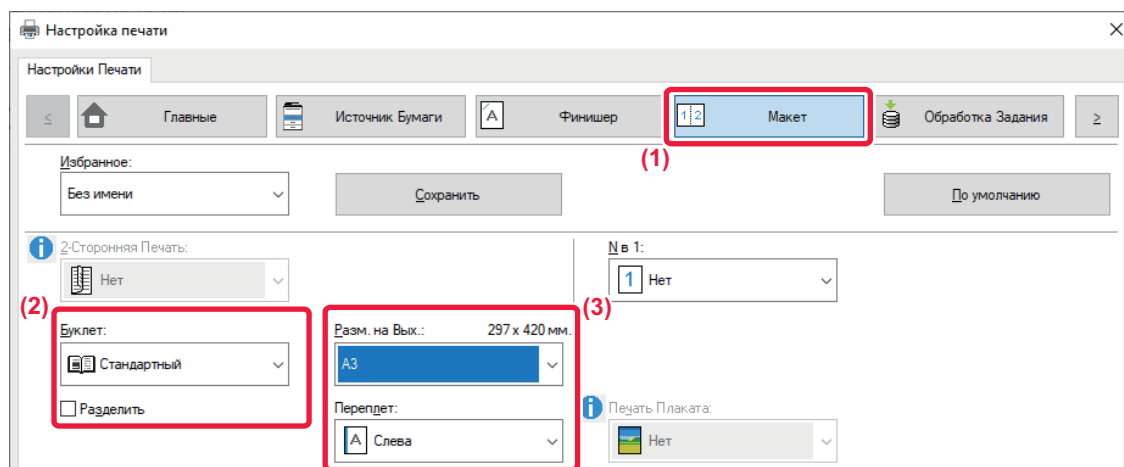 Настройка печати
Настройки Печати
< Главные Источник Бумаги A Финишер 1 2 Макет Обработка Задания >
(1)
Избранное:
Без имени Сохранить По умолчанию
2-Сторонняя Печать: N в 1:
Нет 1 Нет
(2) (3)
Буклет: Разм. на Вых.: 297 x 420 мм.
Стандартный A3
Разделить Переплет: Печать Плаката:
A Слева Нет